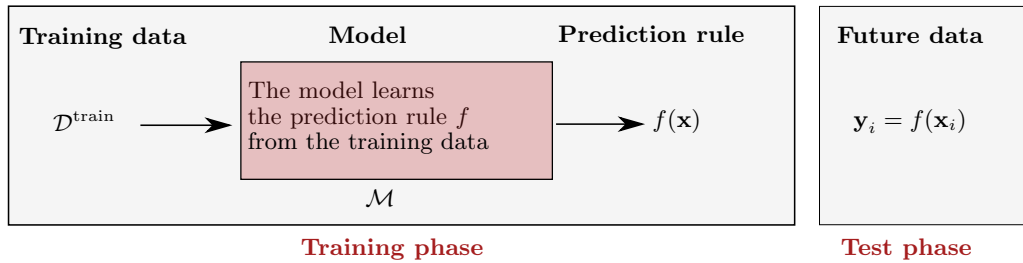 Training data Model Prediction rule Future data
The model learns
the prediction rule f
from the training data
𝒟^train f(𝐱) 𝐲_i = f(𝐱_i)
ℳ
Training phase Test phase